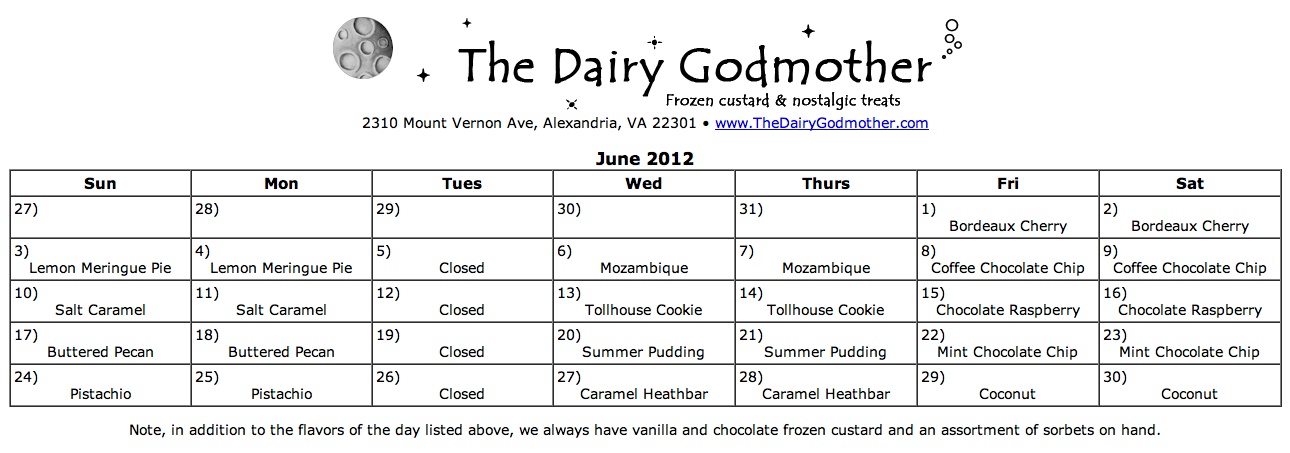 The Dairy Godmother
Frozen custard & nostalgic treats
2310 Mount Vernon Ave, Alexandria, VA 22301 • www.TheDairyGodmother.com
June 2012
Sun Mon Tues Wed Thurs Fri Sat
27) 28) 29) 30) 31) 1) 2)
Bordeaux Cherry Bordeaux Cherry
3) 4) 5) 6) 7) 8) 9)
Lemon Meringue Pie Lemon Meringue Pie Closed Mozambique Mozambique Coffee Chocolate Chip Coffee Chocolate Chip
10) 11) 12) 13) 14) 15) 16)
Salt Caramel Salt Caramel Closed Tollhouse Cookie Tollhouse Cookie Chocolate Raspberry Chocolate Raspberry
17) 18) 19) 20) 21) 22) 23)
Buttered Pecan Buttered Pecan Closed Summer Pudding Summer Pudding Mint Chocolate Chip Mint Chocolate Chip
24) 25) 26) 27) 28) 29) 30)
Pistachio Pistachio Closed Caramel Heathbar Caramel Heathbar Coconut Coconut
Note, in addition to the flavors of the day listed above, we always have vanilla and chocolate frozen custard and an assortment of sorbets on hand.